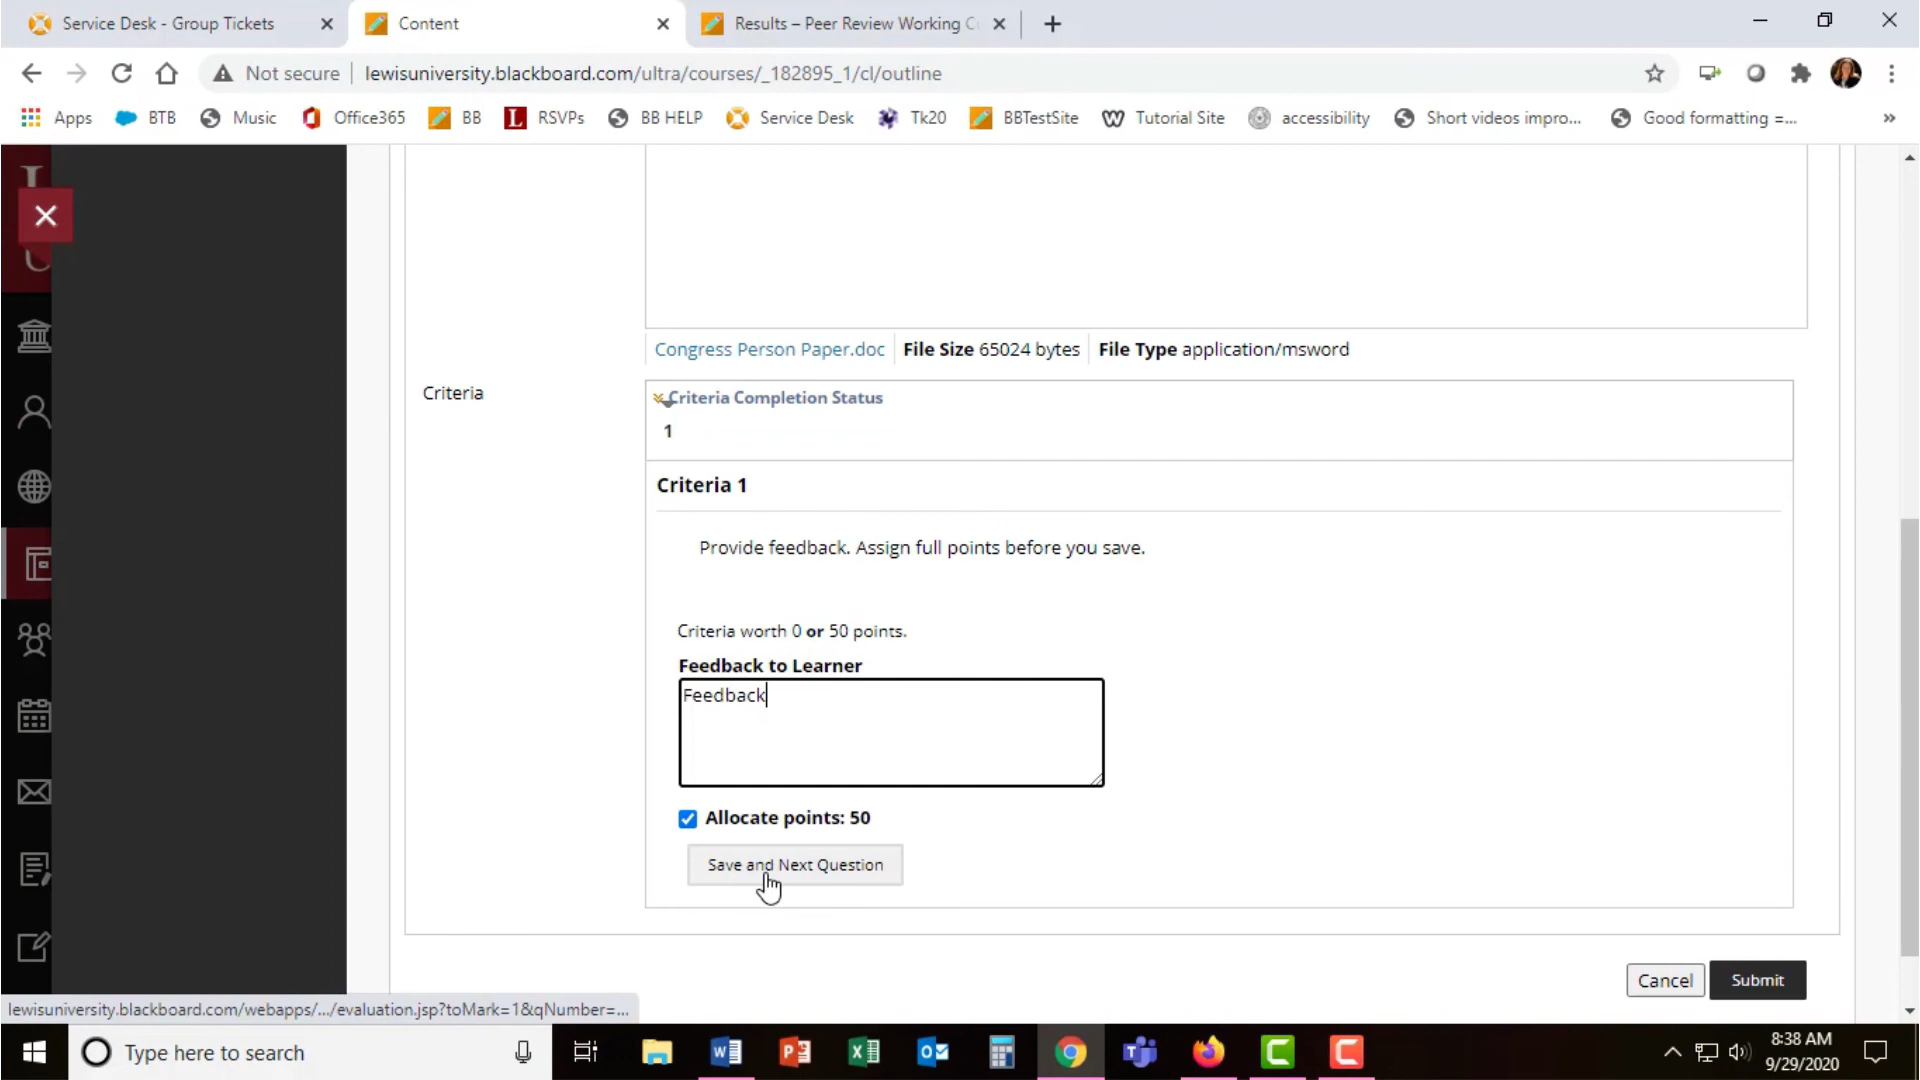 Service Desk - Group Tickets
Content
Results – Peer Review Working C
Not secure
lewisuniversity.blackboard.com/ultra/courses/_182895_1/cl/outline
Apps
BTB
Music
Office365
BB
L
RSVPs
BB HELP
Service Desk
Tk20
BBTestSite
Tutorial Site
accessibility
Short videos impro...
Good formatting =...
»
L
U
Congress Person Paper.doc
File Size 65024 bytes
File Type application/msword
Criteria
Criteria Completion Status
1
Criteria 1
Provide feedback. Assign full points before you save.
Criteria worth 0 or 50 points.
Feedback to Learner
Feedback
Allocate points: 50
Save and Next Question
Cancel
Submit
lewisuniversity.blackboard.com/webapps/.../evaluation.jsp?toMark=1&qNumber=...
Type here to search
8:38 AM
9/29/2020